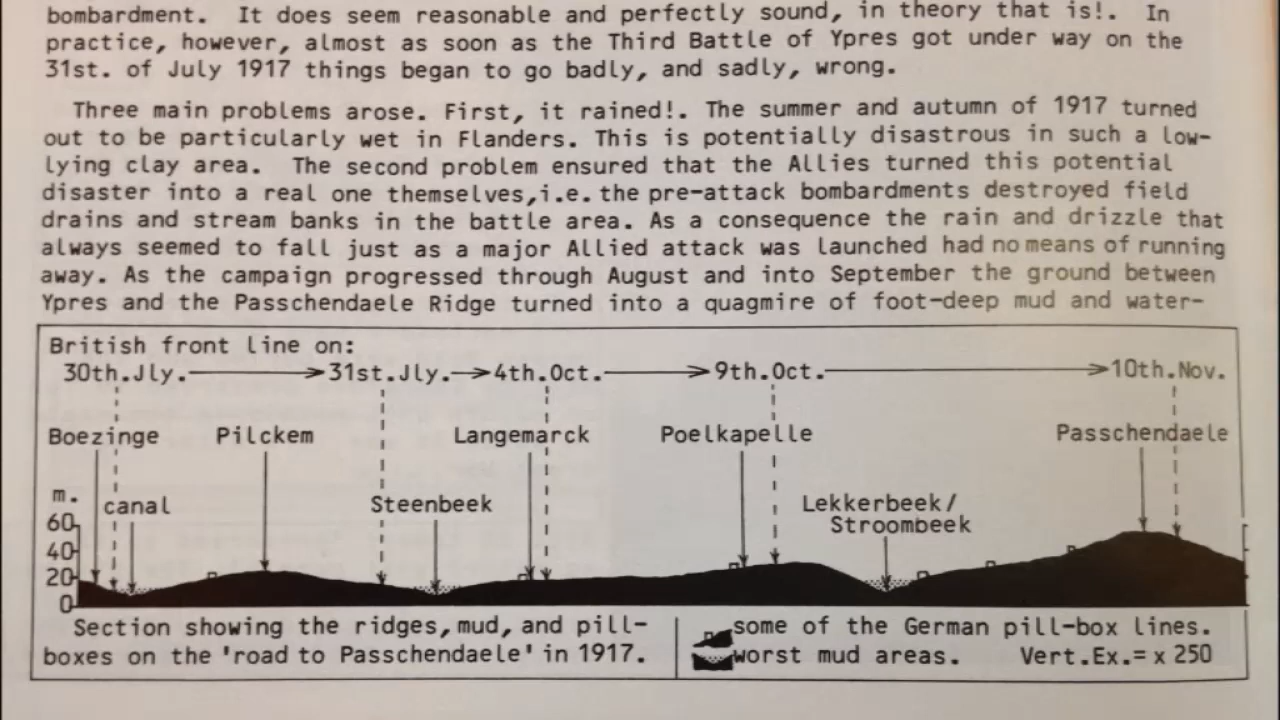 bombardment. It does seem reasonable and perfectly sound, in theory that is!. In
practice, however, almost as soon as the Third Battle of Ypres got under way on the
31st. of July 1917 things began to go badly, and sadly, wrong.
Three main problems arose. First, it rained!. The summer and autumn of 1917 turned
out to be particularly wet in Flanders. This is potentially disastrous in such a low-
lying clay area. The second problem ensured that the Allies turned this potential
disaster into a real one themselves,i.e. the pre-attack bombardments destroyed field
drains and stream banks in the battle area. As a consequence the rain and drizzle that
always seemed to fall just as a major Allied attack was launched had no means of running
away. As the campaign progressed through August and into September the ground between
Ypres and the Passchendaele Ridge turned into a quagmire of foot-deep mud and water-
British front line on:
30th.Jly. 31st.Jly. 4th.Oct. 9th.Oct. 10th.Nov.
Boezinge Pilckem Langemarck Poelkapelle Passchendaele
m. canal Steenbeek Lekkerbeek/
Stroombeek
60
40
20
0
Section showing the ridges, mud, and pill-
boxes on the 'road to Passchendaele' in 1917.
some of the German pill-box lines.
worst mud areas. Vert.Ex.= x 250